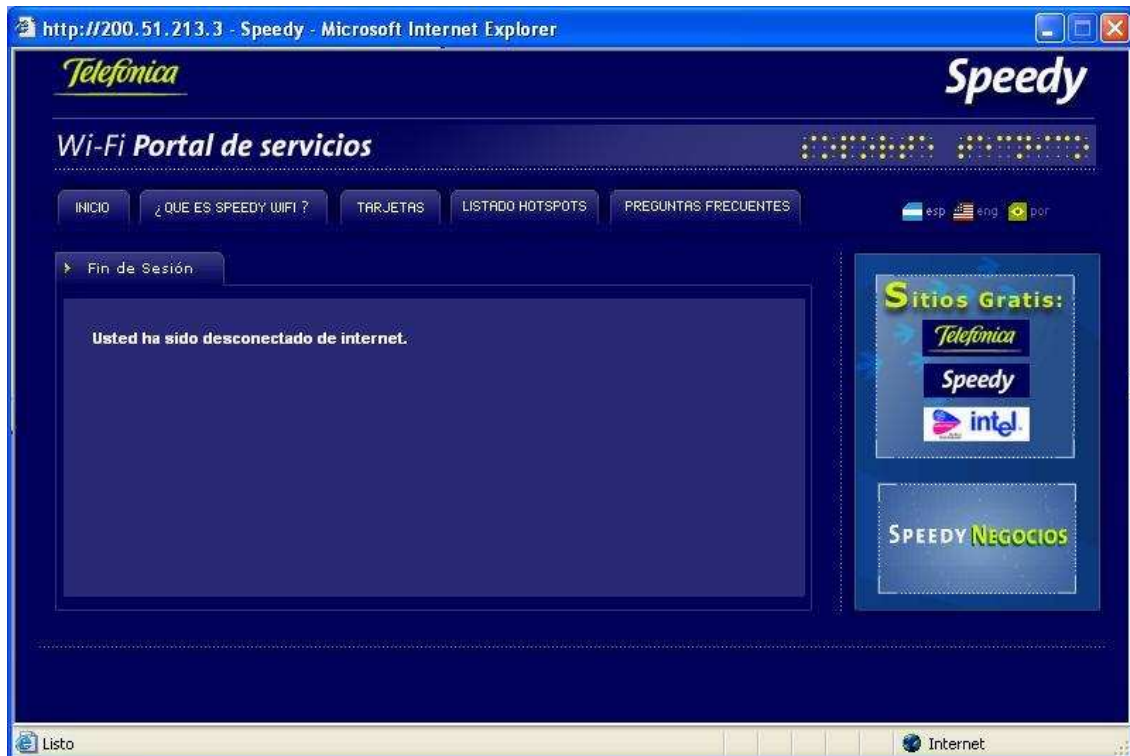 http://200.51.213.3 - Speedy - Microsoft Internet Explorer
Telefónica
Speedy
Wi-Fi Portal de servicios
INICIO
¿ QUE ES SPEEDY WIFI ?
TARJETAS
LISTADO HOTSPOTS
PREGUNTAS FRECUENTES
esp
eng
por
Fin de Sesión
Usted ha sido desconectado de internet.
Sitios Gratis:
Telefónica
Speedy
intel.
SPEEDY NEGOCIOS
Listo
Internet